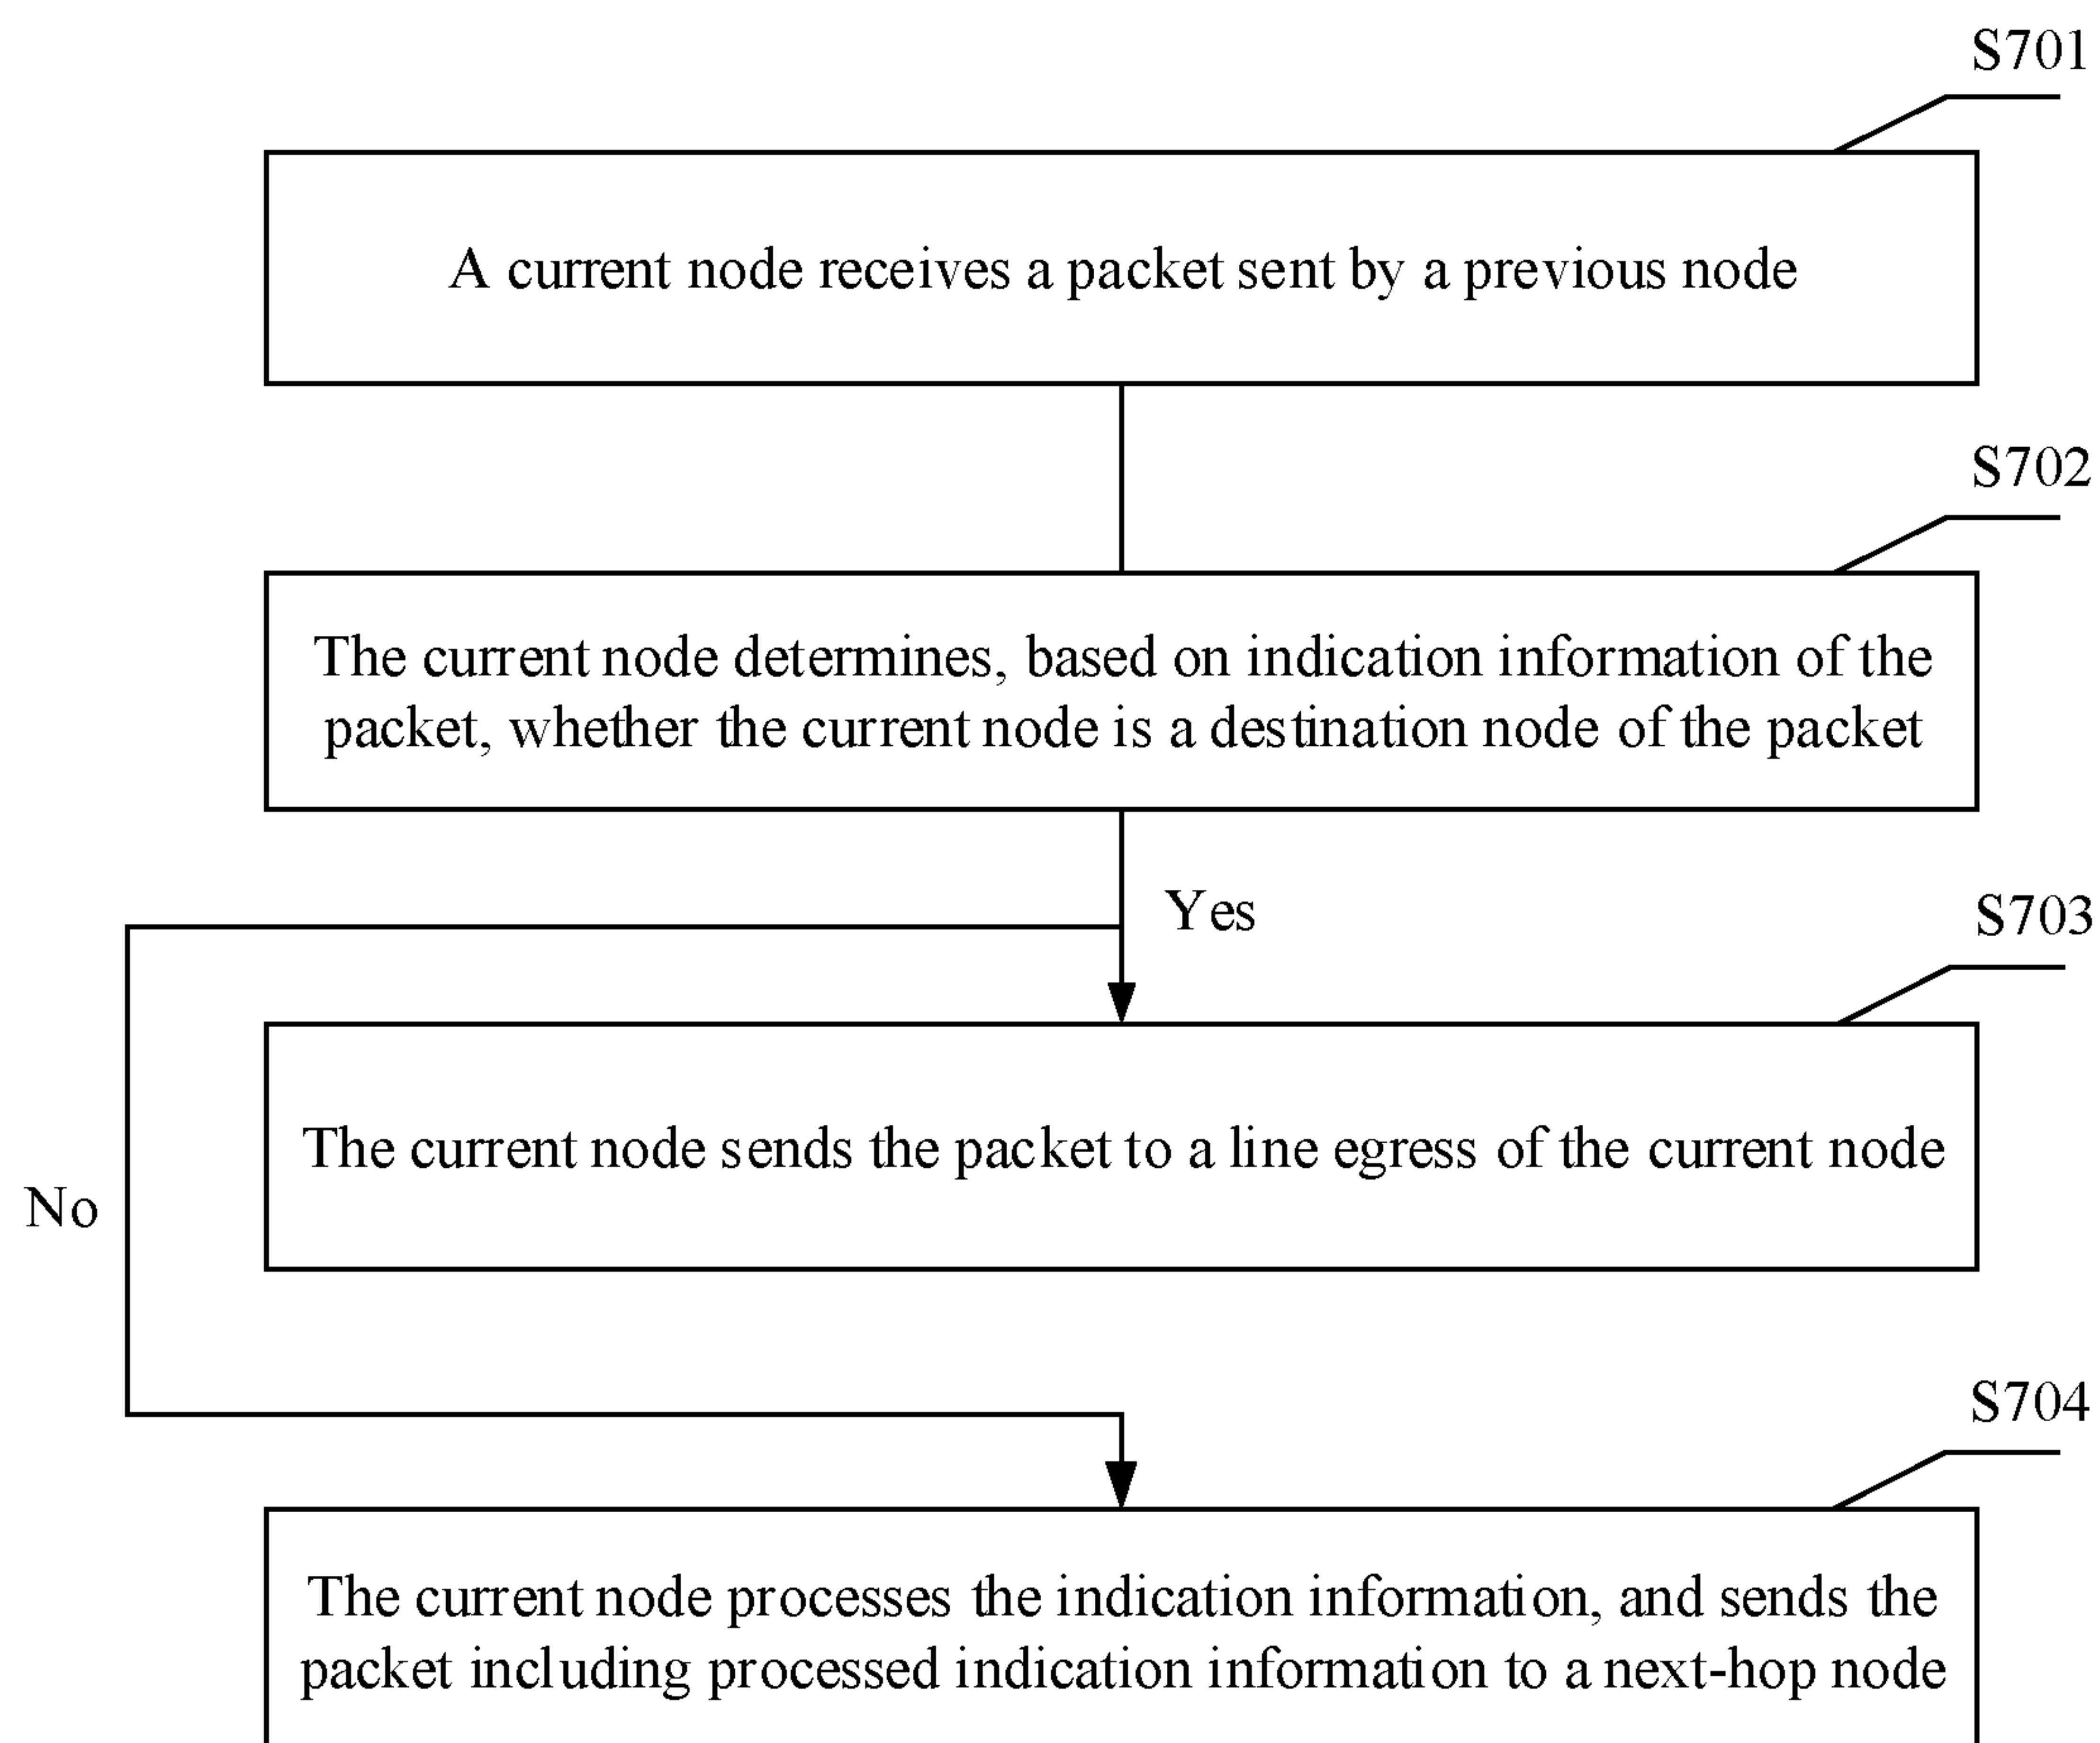 S701
A current node receives a packet sent by a previous node
S702
The current node determines, based on indication information of the
packet, whether the current node is a destination node of the packet
Yes
S703
The current node sends the packet to a line egress of the current node
No
S704
The current node processes the indication information, and sends the
packet including processed indication information to a next-hop node